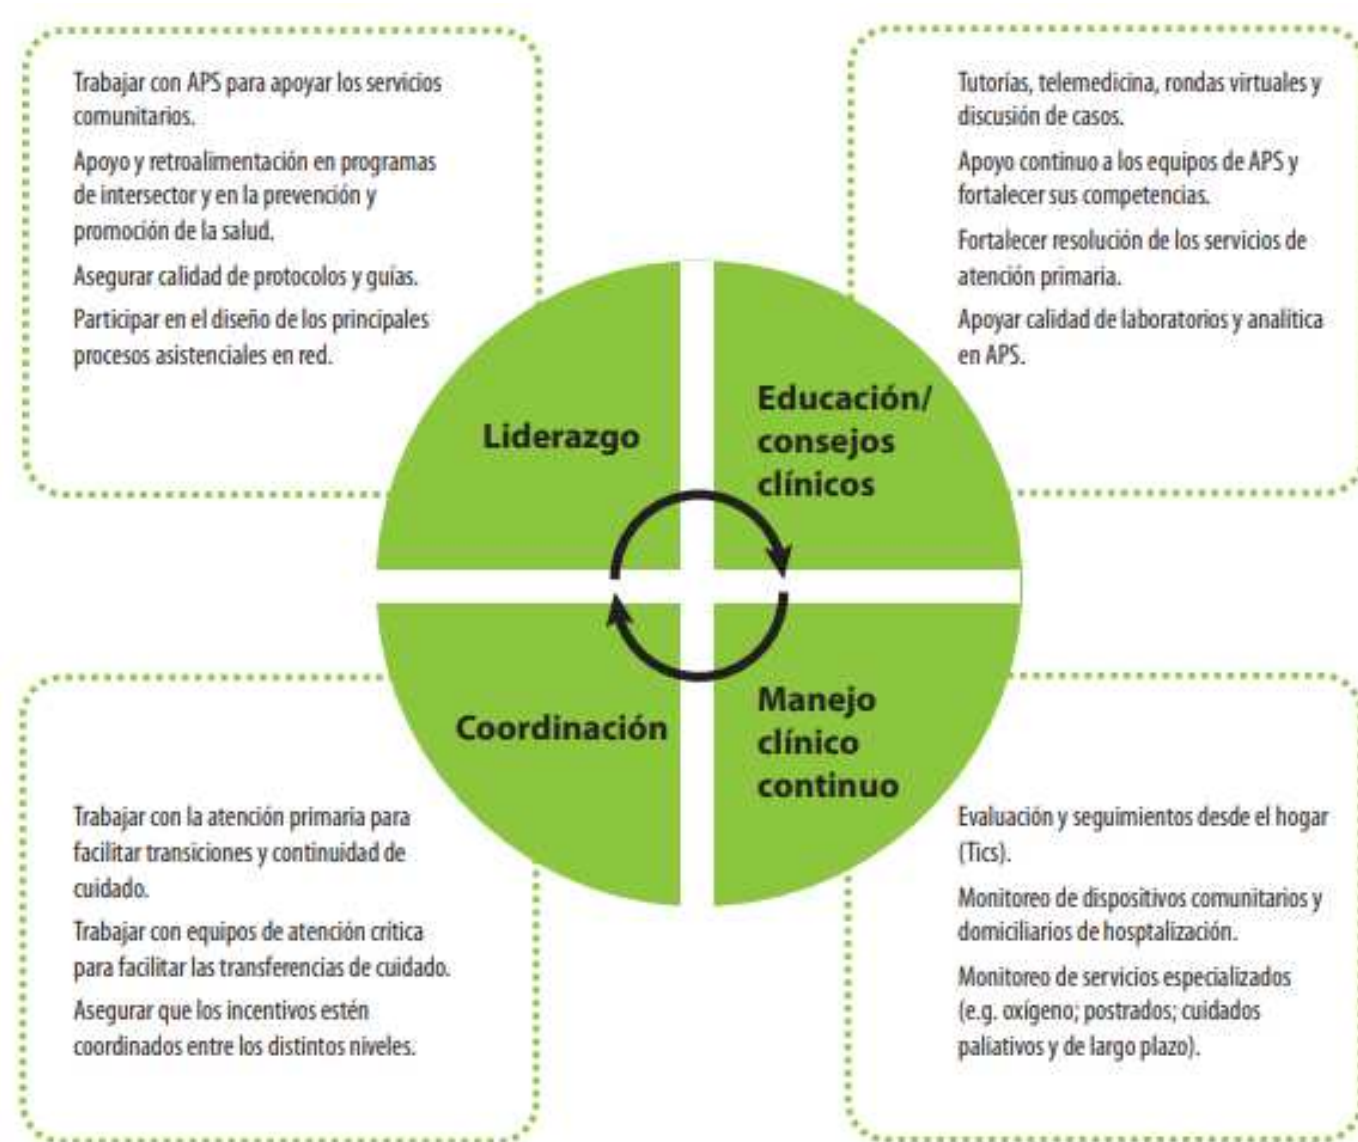 Trabajar con APS para apoyar los servicios
comunitarios.
Apoyo y retroalimentación en programas
de intersector y en la prevención y
promoción de la salud.
Asegurar calidad de protocolos y guías.
Participar en el diseño de los principales
procesos asistenciales en red.
Tutorías, telemedicina, rondas virtuales y
discusión de casos.
Apoyo continuo a los equipos de APS y
fortalecer sus competencias.
Fortalecer resolución de los servicios de
atención primaria.
Apoyar calidad de laboratorios y analítica
en APS.
Liderazgo
Educación/
consejos
clínicos
Coordinación
Manejo
clínico
continuo
Trabajar con la atención primaria para
facilitar transiciones y continuidad de
cuidado.
Trabajar con equipos de atención crítica
para facilitar las transferencias de cuidado.
Asegurar que los incentivos estén
coordinados entre los distintos niveles.
Evaluación y seguimientos desde el hogar
(Tics).
Monitoreo de dispositivos comunitarios y
domiciliarios de hosptalización.
Monitoreo de servicios especializados
(e.g. oxígeno; postrados; cuidados
paliativos y de largo plazo).